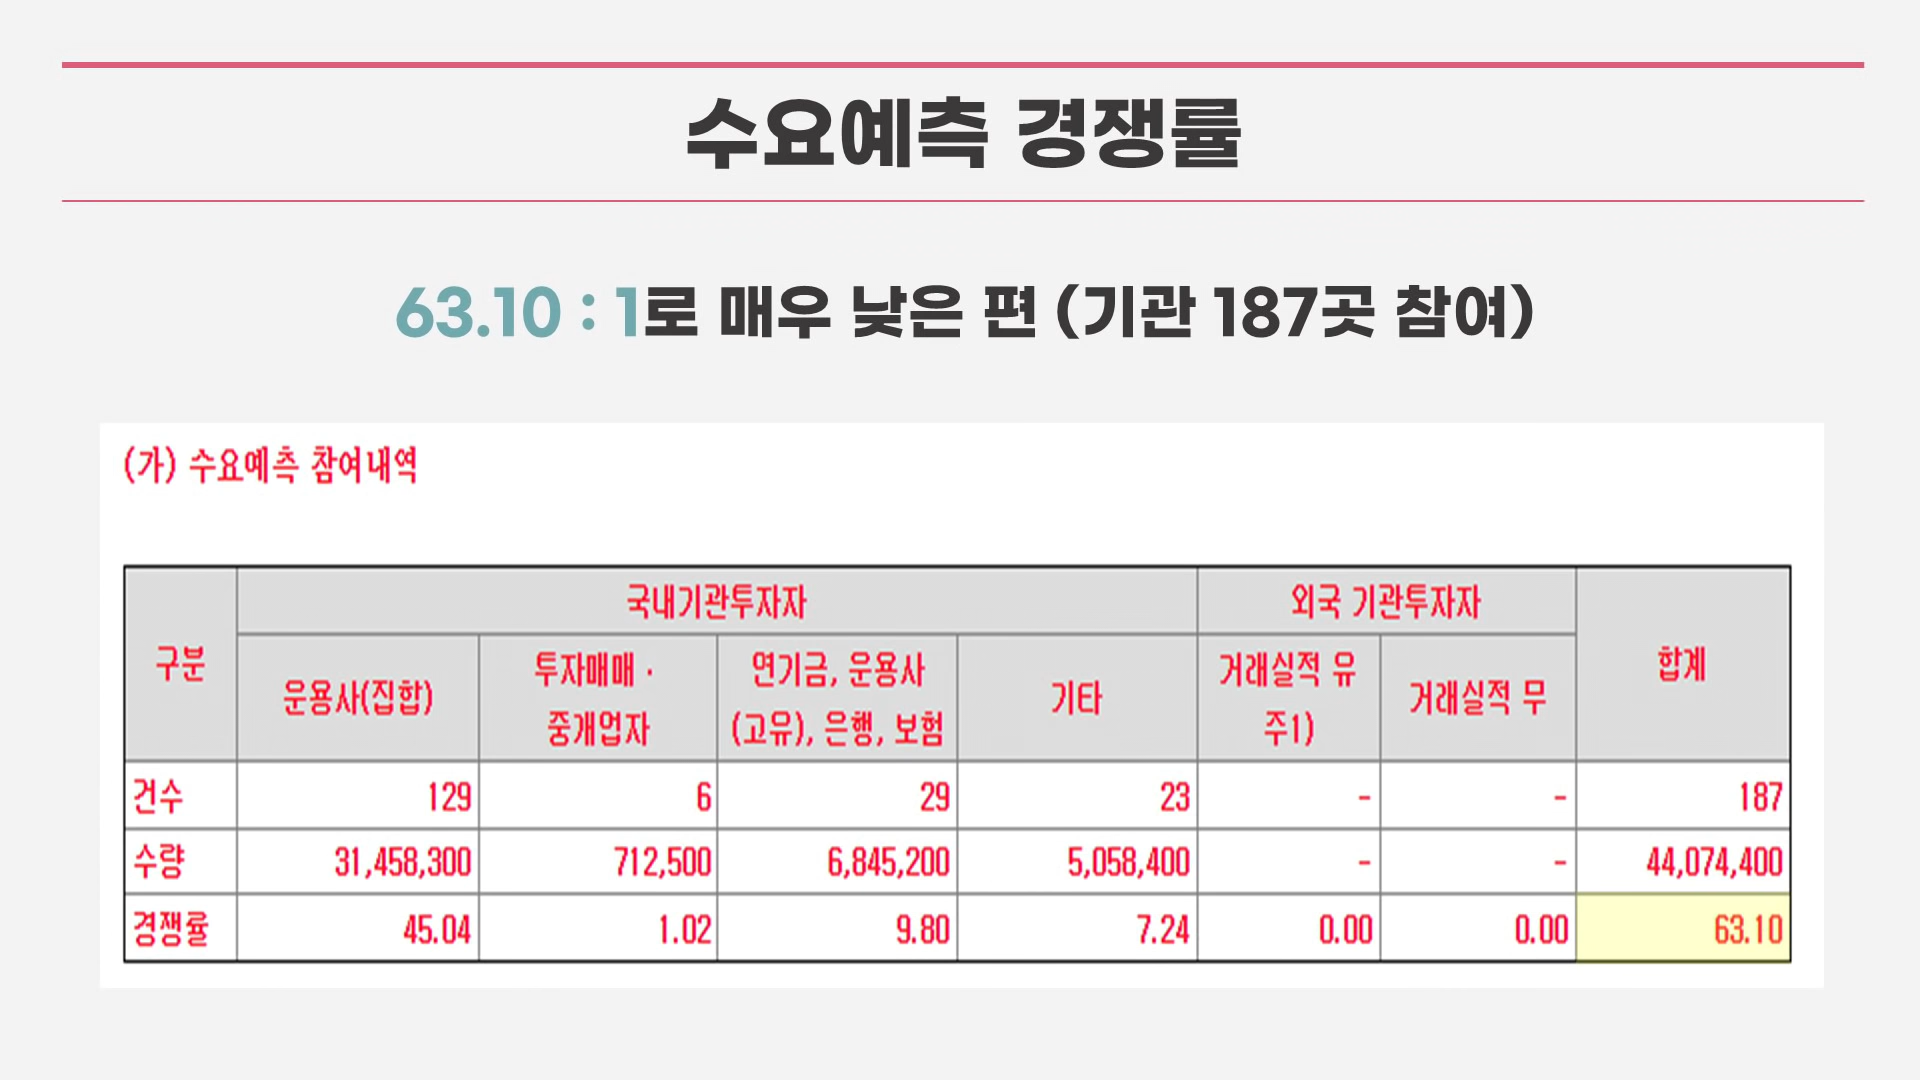 수요예측 경쟁률
63.10 : 1로 매우 낮은 편 (기관 187곳 참여)
(가) 수요예측 참여내역
구분 국내기관투자자 외국 기관투자자 합계
운용사(집합) 투자매매 · 중개업자 연기금, 운용사 (고유), 은행, 보험 기타 거래실적 유 주1) 거래실적 무
건수 129 6 29 23 - - 187
수량 31,458,300 712,500 6,845,200 5,058,400 - - 44,074,400
경쟁률 45.04 1.02 9.80 7.24 0.00 0.00 63.10